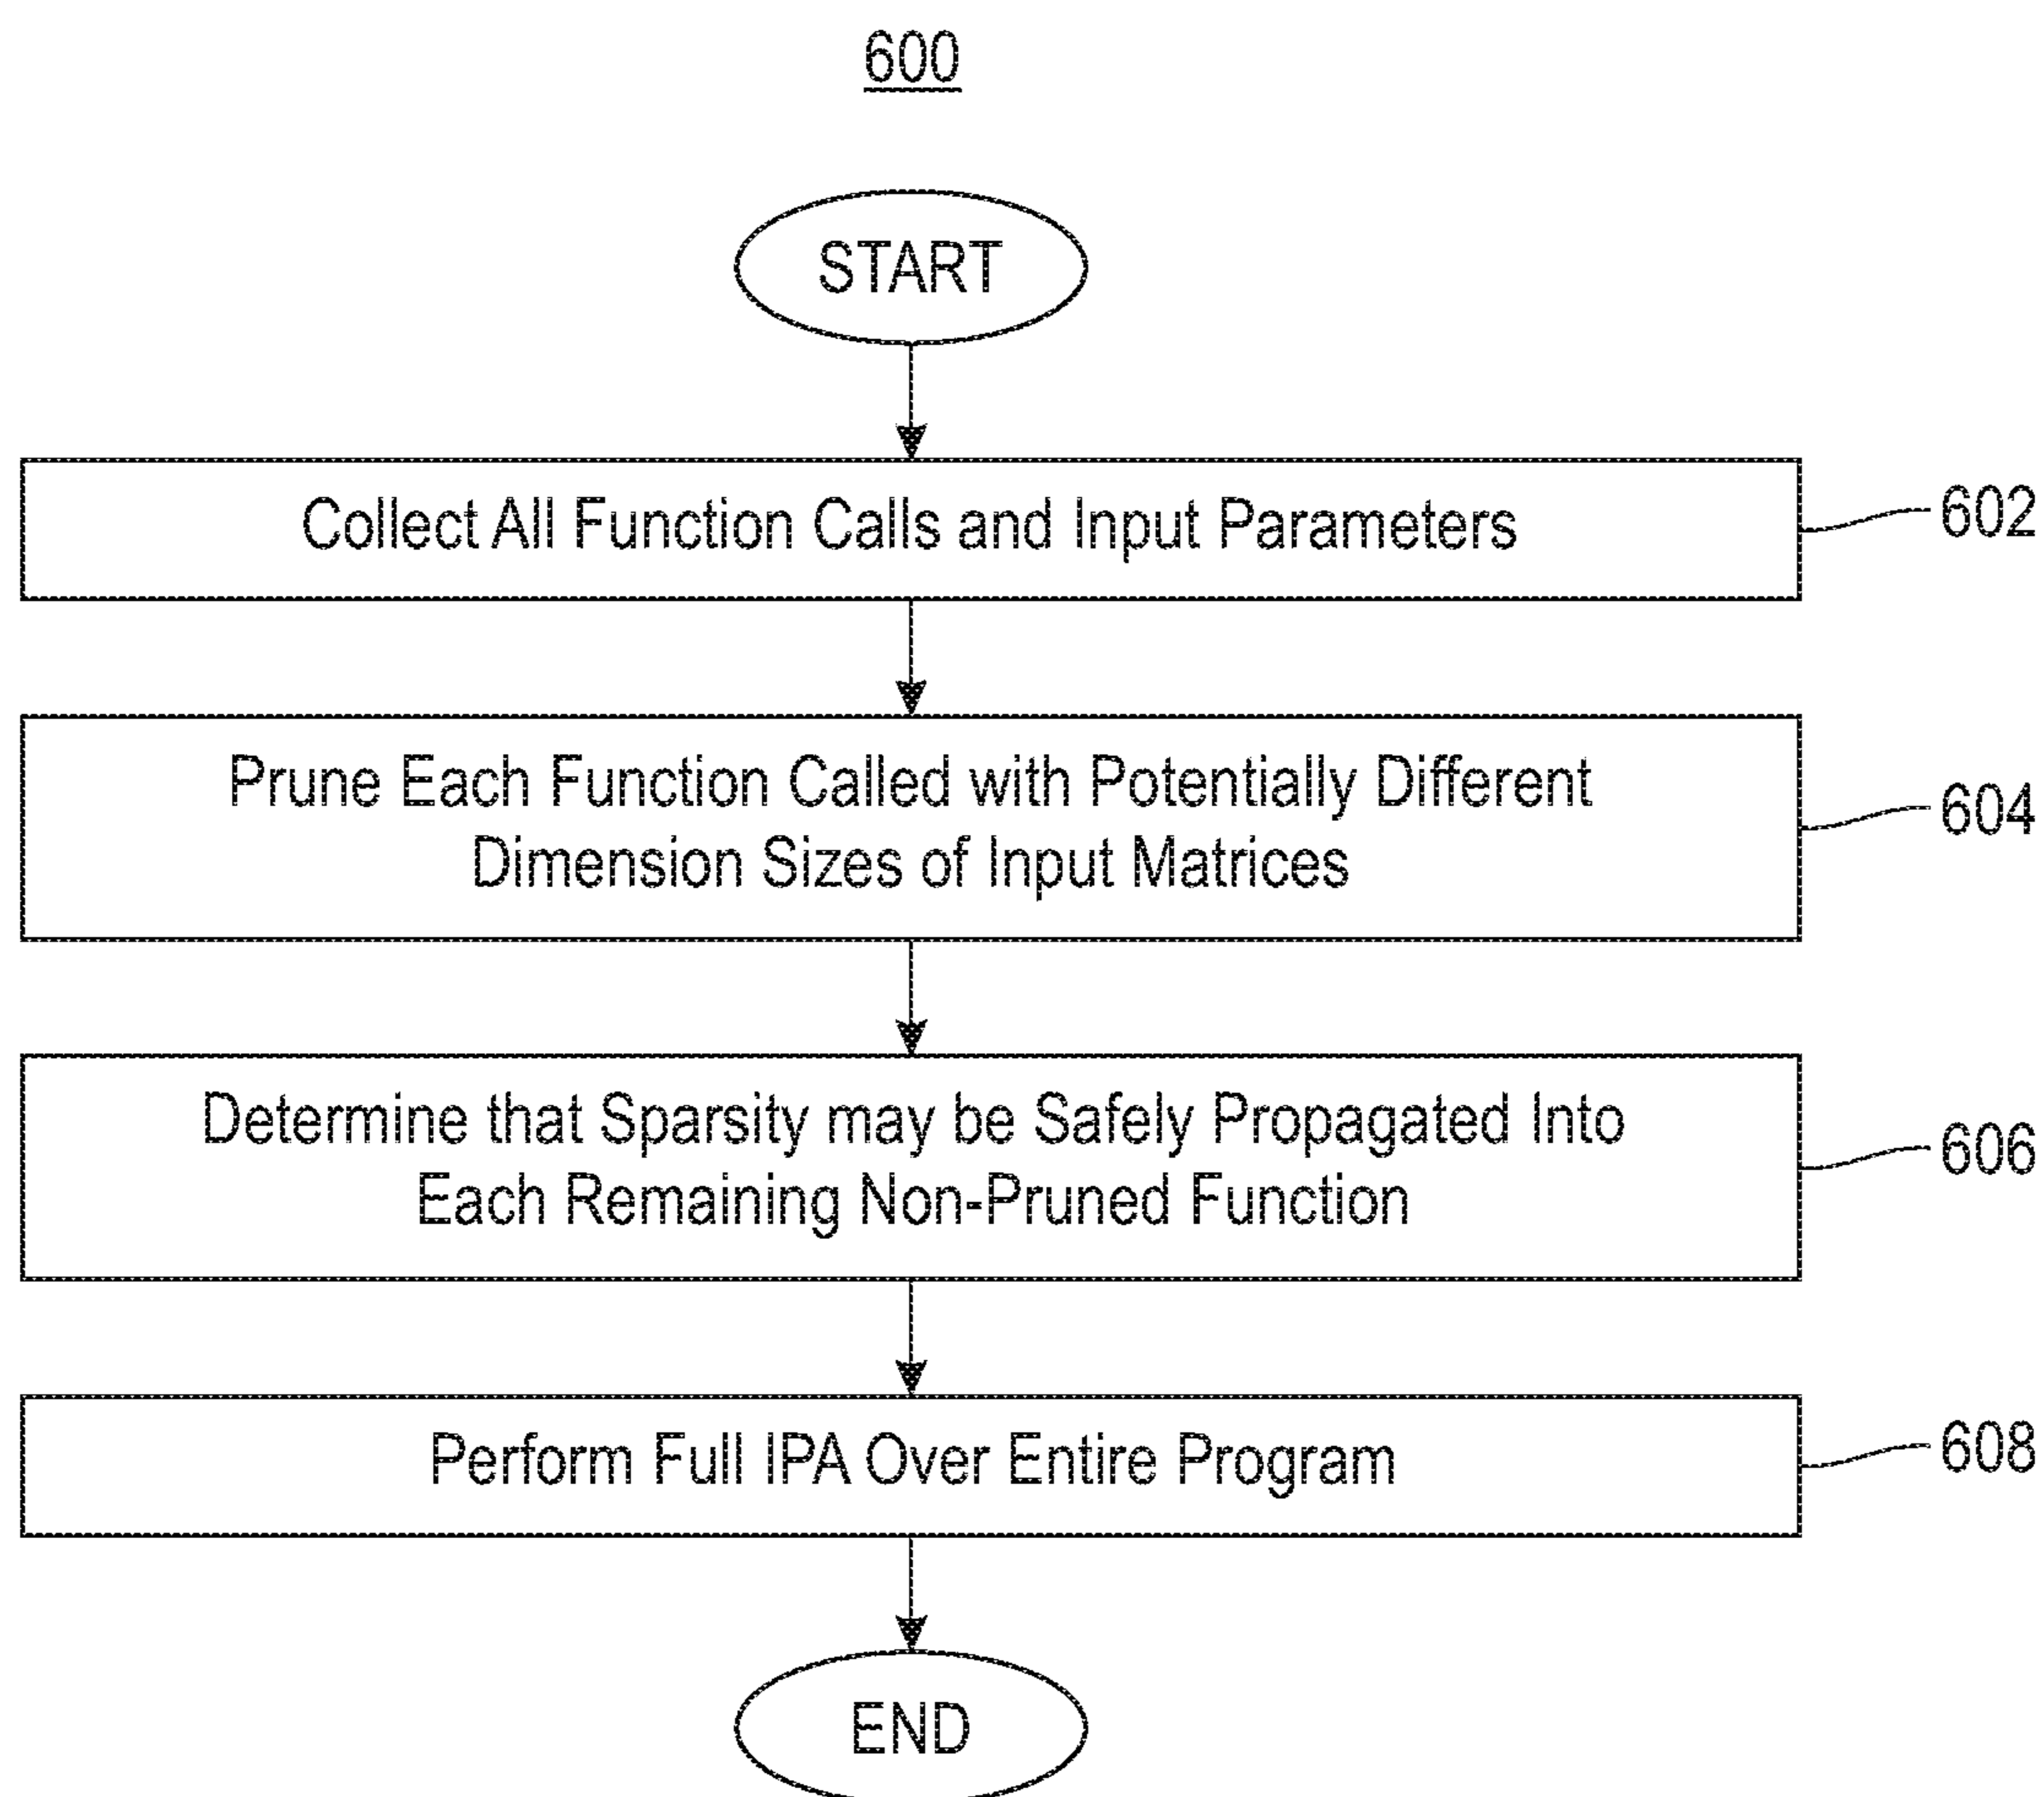 600
START
Collect All Function Calls and Input Parameters
602
Prune Each Function Called with Potentially Different
Dimension Sizes of Input Matrices
604
Determine that Sparsity may be Safely Propagated Into
Each Remaining Non-Pruned Function
606
Perform Full IPA Over Entire Program
608
END